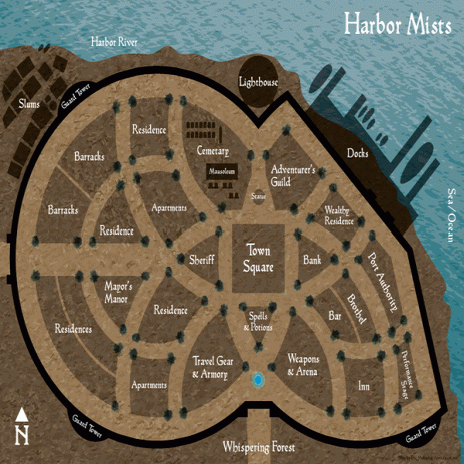 Harbor Mists
Harbor River
Lighthouse
Slums
Guard Tower
Docks
Residence
Cemetary
Mausoleum
Adventurer's
Guild
Barracks
Statue
Apartments
Wealthy
Residence
Barracks
Residence
Sea/Ocean
Sheriff
Town
Square
Bank
Port Authority
Mayor's
Manor
Residence
Spells
& Potions
Bar
Brothel
Residences
Travel Gear
& Armory
Weapons
& Arena
Performance
Stage
Apartments
Inn
Guard Tower
Guard Tower
N
Whispering Forest